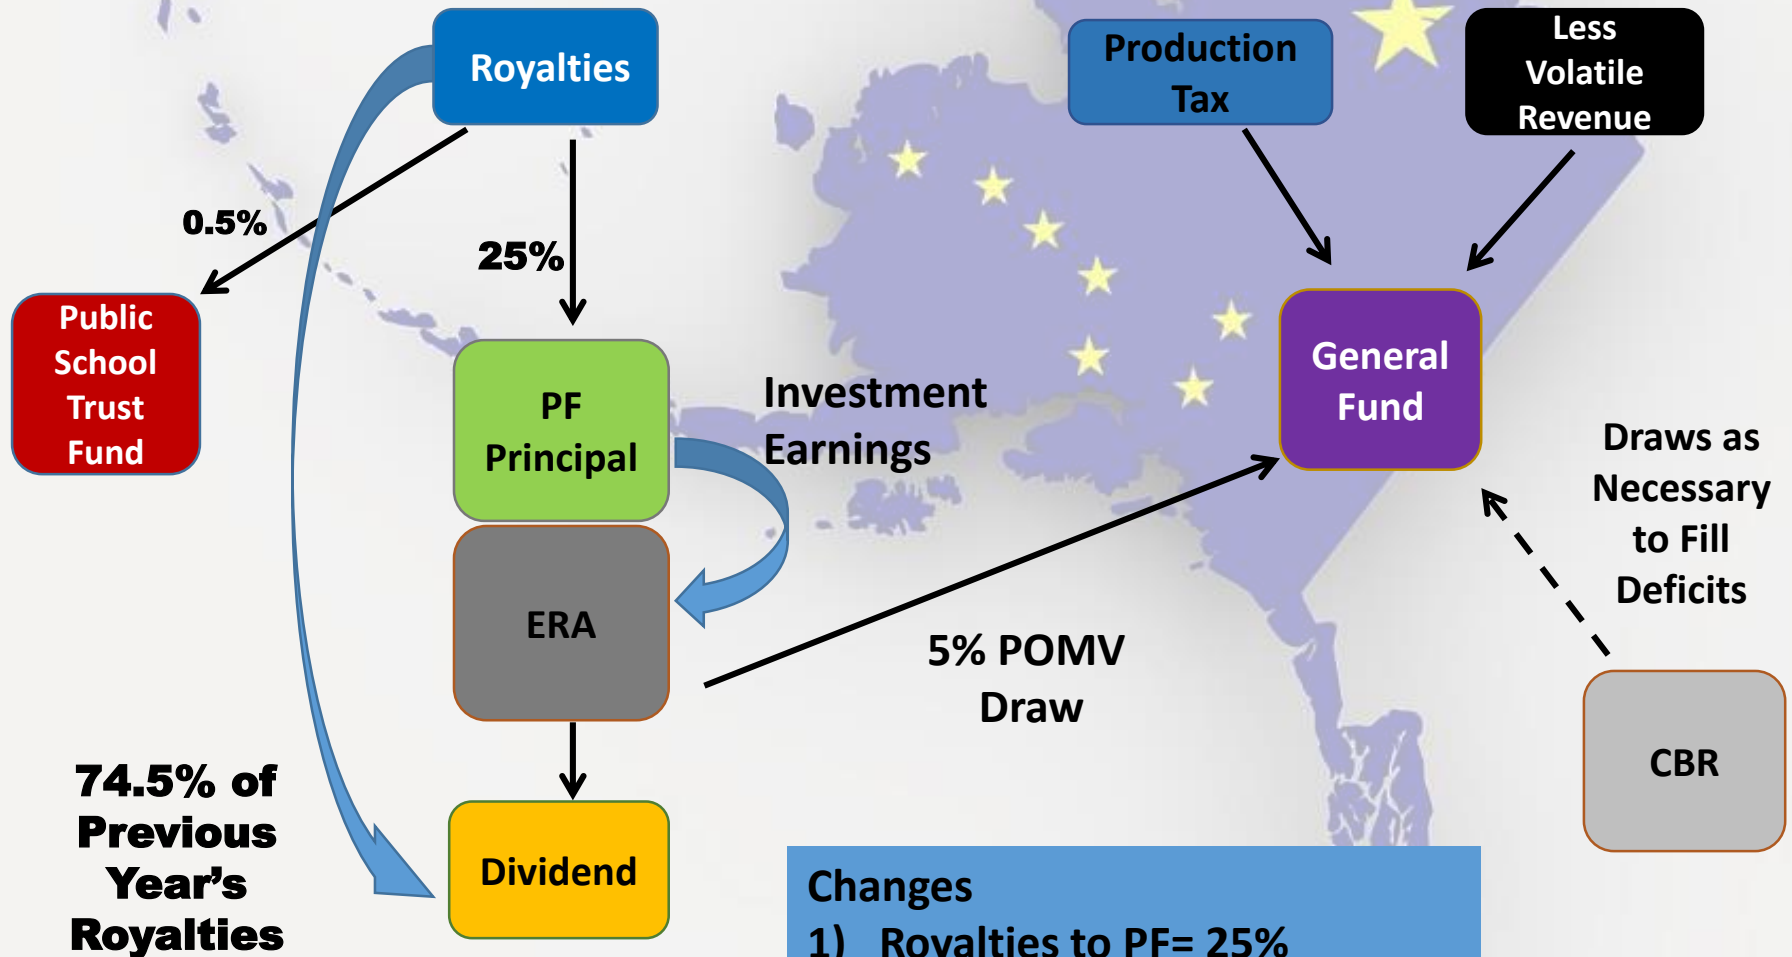 Royalties
Production
Tax
Less
Volatile
Revenue
0.5%
25%
Public
School
Trust
Fund
PF
Principal
Investment
Earnings
General
Fund
Draws as
Necessary
to Fill
Deficits
ERA
5% POMV
Draw
CBR
74.5% of
Previous
Year’s
Royalties
Dividend
Changes
1) Royalties to PF= 25%